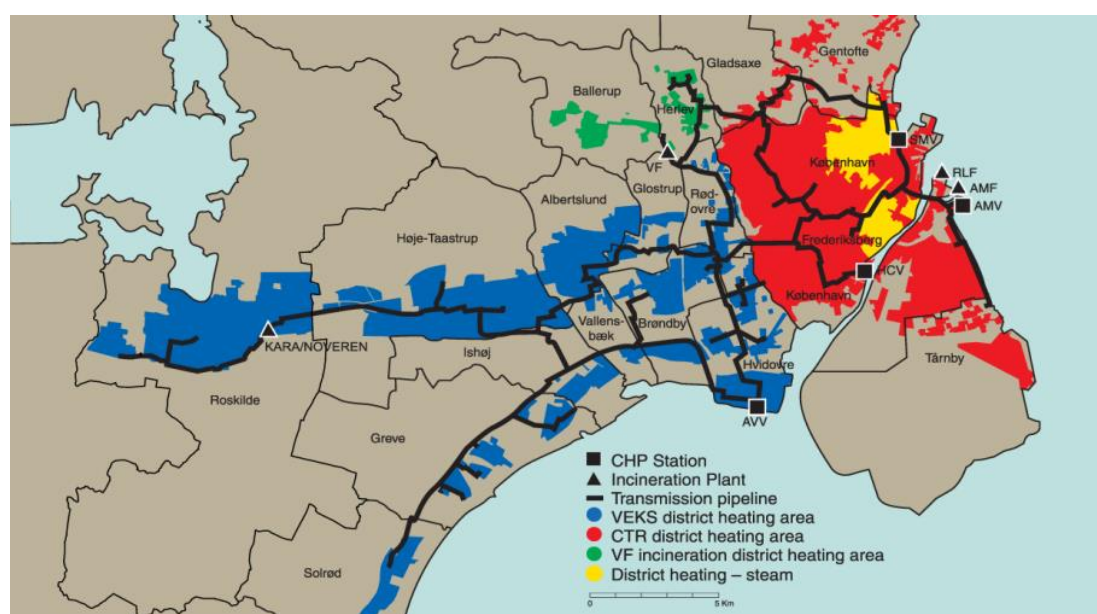 Gentofte
Gladsaxe
Ballerup
Herlev
København
SMV
VF
RLF
AMF
AMV
Glostrup
Rød-
ovre
Albertslund
Høje-Taastrup
Frederiksberg
HCV
København
Vallens-
bæk
Brøndby
KARA/NOVEREN
Ishøj
Hvidovre
Tårnby
Roskilde
AVV
Greve
Solrød
CHP Station
Incineration Plant
Transmission pipeline
VEKS district heating area
CTR district heating area
VF incineration district heating area
District heating – steam
0 5 Km